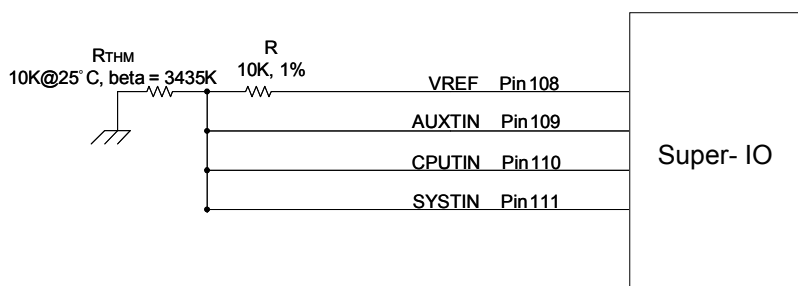 RTHM
10K@25°C, beta = 3435K
R
10K, 1%
VREF Pin 108
AUXTIN Pin 109
CPUTIN Pin 110
SYSTIN Pin 111
Super- IO